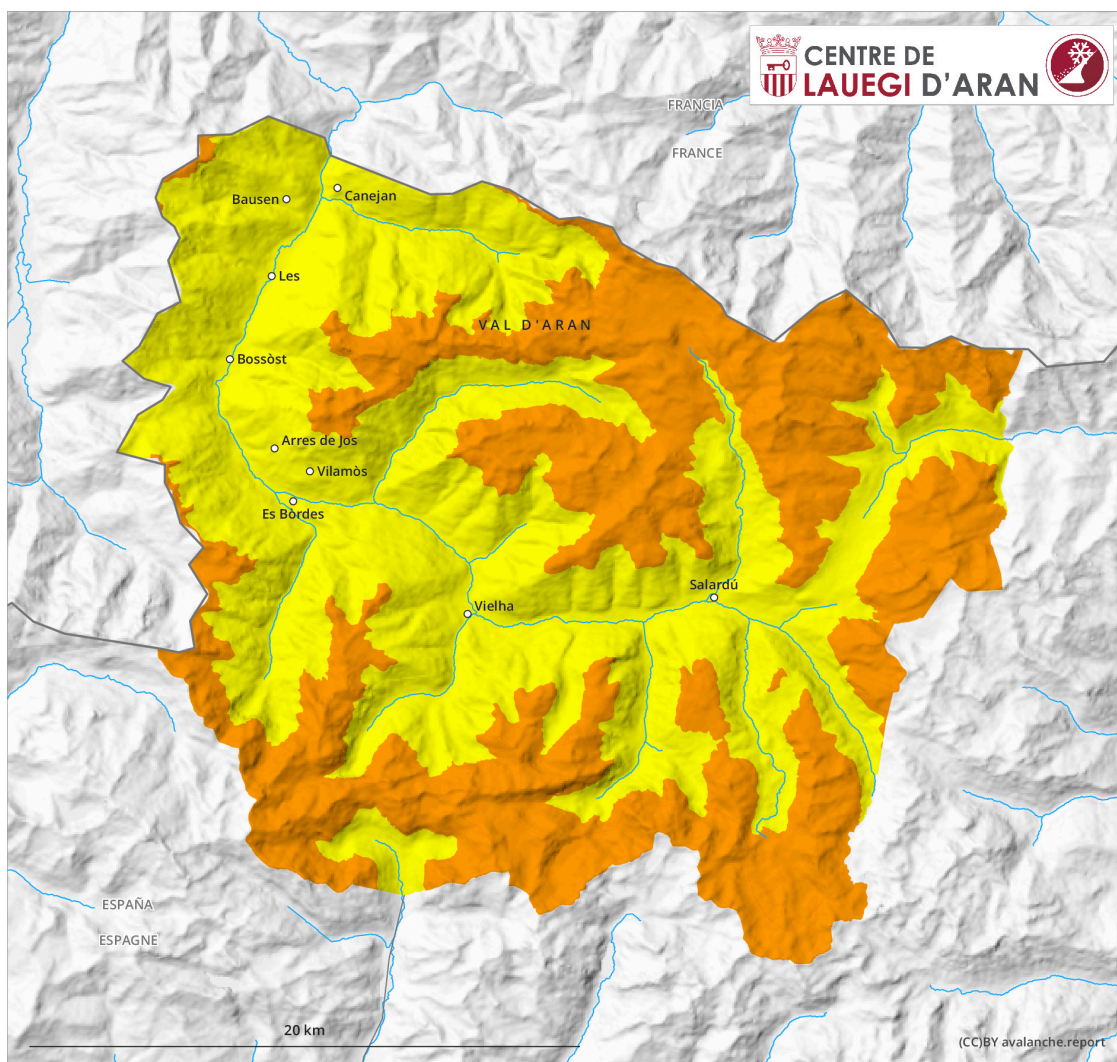 CENTRE DE
LAUEGI D'ARAN
FRANCIA
FRANCE
Bausen
Canejan
Les
VAL D'ARAN
Bossòst
Arres de Jos
Vilamòs
Es Bòrdes
Salardú
Vielha
ESPAÑA
ESPAGNE
20 km
(CC)BY avalanche.report